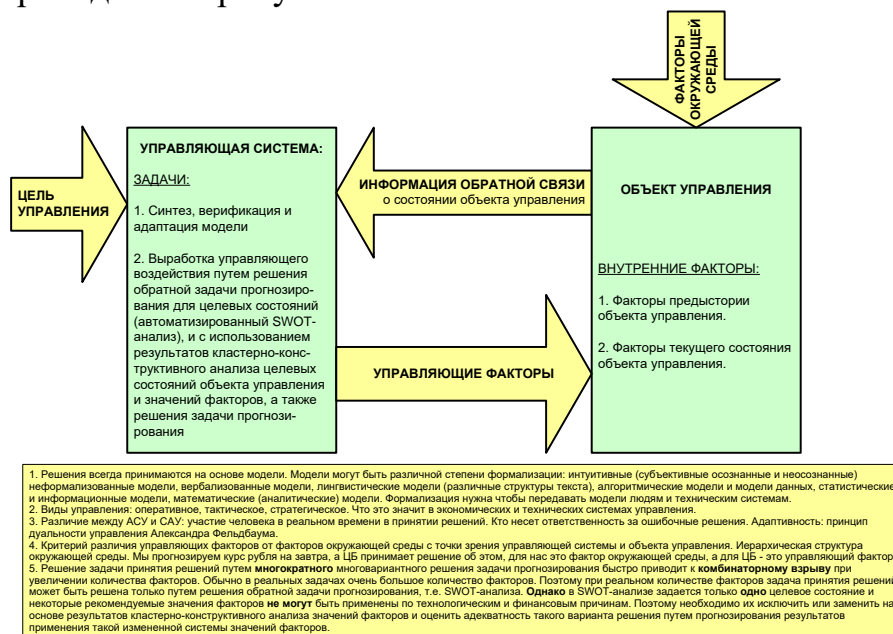 ФАКТОРЫ
ОКРУЖАЮЩЕЙ
СРЕДЫ
ЦЕЛЬ
УПРАВЛЕНИЯ
УПРАВЛЯЮЩАЯ СИСТЕМА:
ЗАДАЧИ:
1. Синтез, верификация и
адаптация модели
2. Выработка управляющего
воздействия путем решения
обратной задачи прогнозиро-
вания для целевых состояний
(автоматизированный SWOT-
анализ), и с использованием
результатов кластерно-конс-
труктивного анализа целевых
состояний объекта управления
и значений факторов, а также
решения задачи прогнози-
рования
ИНФОРМАЦИЯ ОБРАТНОЙ СВЯЗИ
о состоянии объекта управления
УПРАВЛЯЮЩИЕ ФАКТОРЫ
ОБЪЕКТ УПРАВЛЕНИЯ
ВНУТРЕННИЕ ФАКТОРЫ:
1. Факторы предыстории
объекта управления.
2. Факторы текущего состояния
объекта управления.
1. Решения всегда принимаются на основе модели. Модели могут быть различной степени формализации: интуитивные (субъективные осознанные и неосознанные)
неформализованные модели, вербализованные модели, лингвистические модели (различные структуры текста), алгоритмические модели и модели данных, статистические
и информационные модели, математические (аналитические) модели. Формализация нужна чтобы передавать модели людям и техническим системам.
2. Виды управления: оперативное, тактическое, стратегическое. Что это значит в экономических и технических системах управления.
3. Различие между АСУ и САУ: участие человека в реальном времени в принятии решений. Кто несет ответственность за ошибочные решения. Адаптивность: принцип
дуальности управления Александра Фельдбаума.
4. Критерий различия управляющих факторов от факторов окружающей среды с точки зрения управляющей системы и объекта управления. Иерархическая структура
окружающей среды. Мы прогнозируем курс рубля на завтра, а ЦБ принимает решение об этом, для нас это фактор окружающей среды, а для ЦБ - это управляющий фактор
5. Решение задачи принятия решений путем многократного многовариантного решения задачи прогнозирования быстро приводит к комбинаторному взрыву при
увеличении количества факторов. Обычно в реальных задачах очень большое количество факторов. Поэтому при реальном количестве факторов задача принятия решений
может быть решена только путем решения обратной задачи прогнозирования, т.е. SWOT-анализа. Однако в SWOT-анализе задается только одно целевое состояние и
некоторые рекомендуемые значения факторов не могут быть применены по технологическим и финансовым причинам. Поэтому необходимо их исключить или заменить на
основе результатов кластерно-конструктивного анализа значений факторов и оценить адекватность такого варианта решения путем прогнозирования результатов
применения такой измененной системы значений факторов.